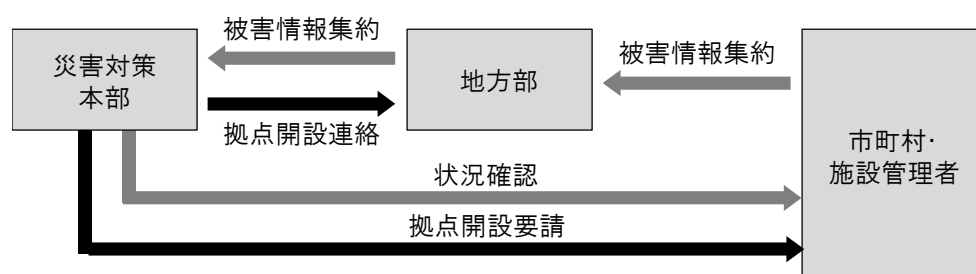 被害情報集約
被害情報集約
災害対策
本部
地方部
拠点開設連絡
市町村・
施設管理者
状況確認
拠点開設要請